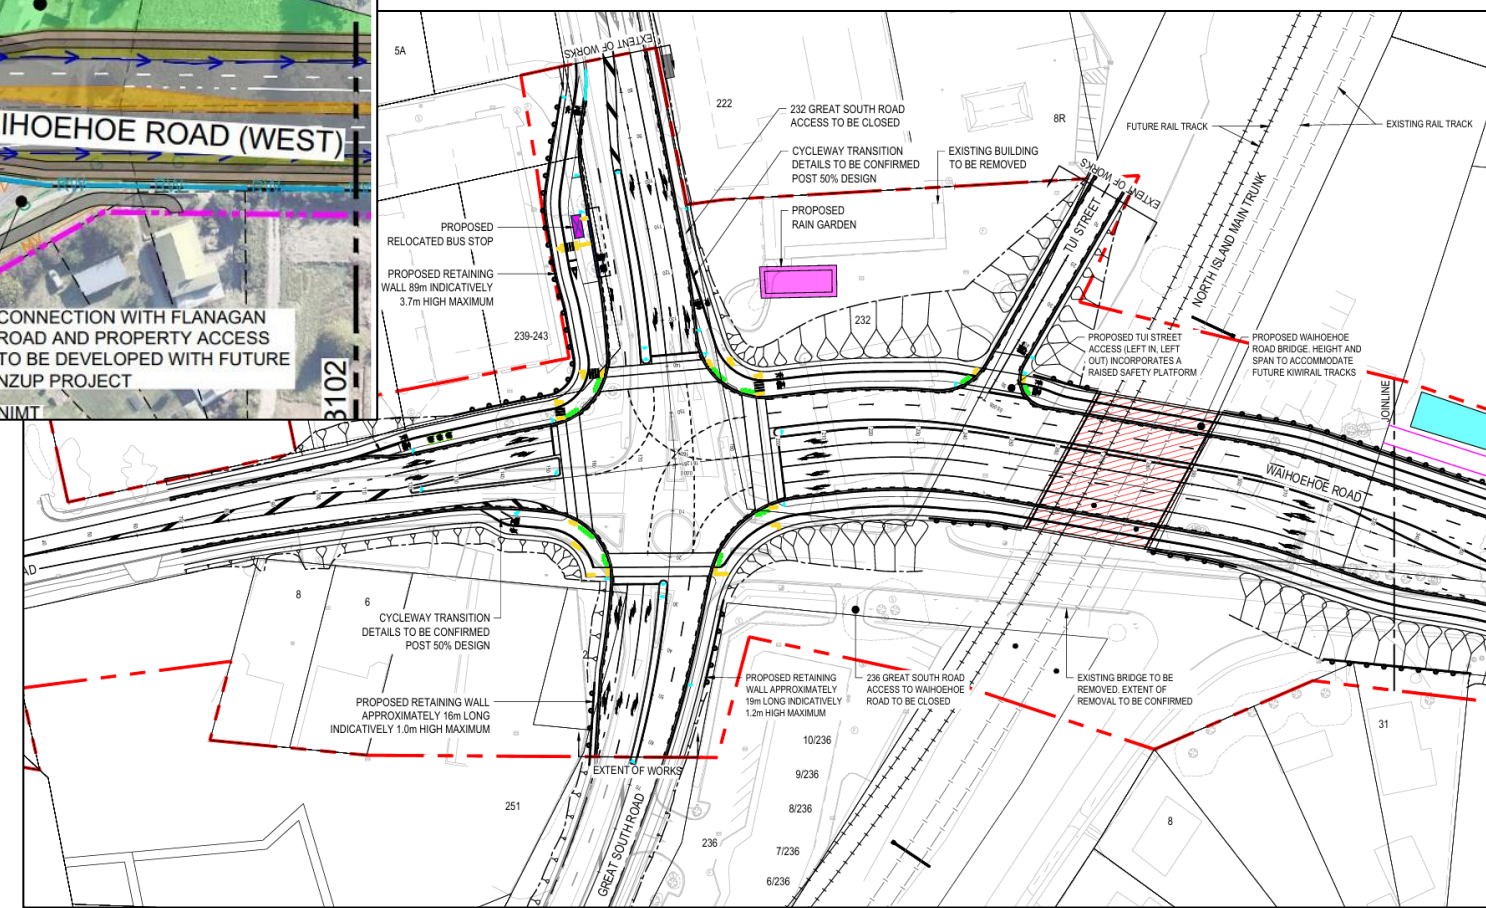 IHOEHOE ROAD (WEST)
CONNECTION WITH FLANAGAN
ROAD AND PROPERTY ACCESS
TO BE DEVELOPED WITH FUTURE
NZUP PROJECT
NIMT
3102
5A
EXTENT OF WORKS
222
232 GREAT SOUTH ROAD
ACCESS TO BE CLOSED
CYCLEWAY TRANSITION
DETAILS TO BE CONFIRMED
POST 50% DESIGN
EXISTING BUILDING
TO BE REMOVED
8R
FUTURE RAIL TRACK
EXISTING RAIL TRACK
EXTENT OF WORKS
PROPOSED
RAIN GARDEN
TUI STREET
NORTH ISLAND MAIN TRUNK
PROPOSED
RELOCATED BUS STOP
PROPOSED RETAINING
WALL 89m INDICATIVELY
3.7m HIGH MAXIMUM
239-243
232
PROPOSED TUI STREET
ACCESS (LEFT IN, LEFT
OUT) INCORPORATES A
RAISED SAFETY PLATFORM
PROPOSED WAIHOEHOE
ROAD BRIDGE. HEIGHT AND
SPAN TO ACCOMMODATE
FUTURE KIWIRAIL TRACKS
JOINLINE
WAIHOEHOE ROAD
AD
8
6
CYCLEWAY TRANSITION
DETAILS TO BE CONFIRMED
POST 50% DESIGN
2
PROPOSED RETAINING WALL
APPROXIMATELY 16m LONG
INDICATIVELY 1.0m HIGH MAXIMUM
PROPOSED RETAINING
WALL APPROXIMATELY
19m LONG INDICATIVELY
1.2m HIGH MAXIMUM
236 GREAT SOUTH ROAD
ACCESS TO WAIHOEHOE
ROAD TO BE CLOSED
EXISTING BRIDGE TO BE
REMOVED. EXTENT OF
REMOVAL TO BE CONFIRMED
EXTENT OF WORKS
GREAT SOUTH ROAD
251
236
10/236
9/236
8/236
7/236
6/236
31
8